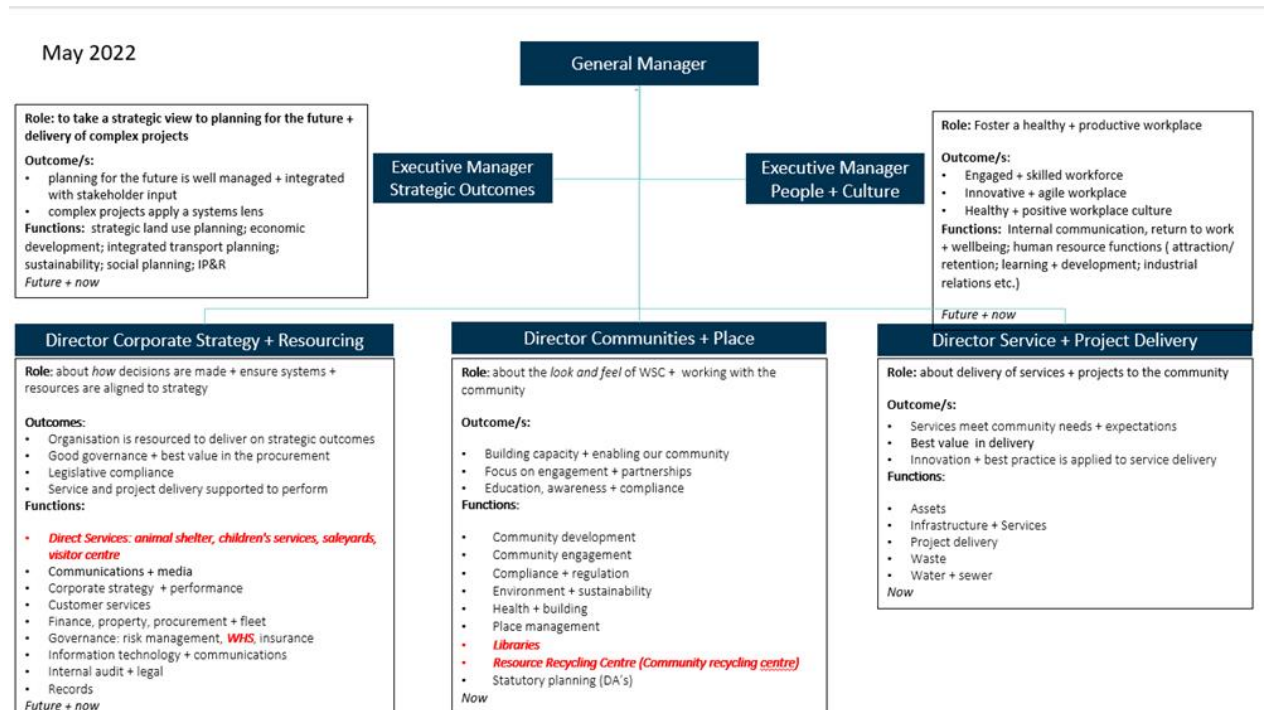 May 2022
General Manager
Role: to take a strategic view to planning for the future +
delivery of complex projects
Outcome/s:
• planning for the future is well managed + integrated
with stakeholder input
• complex projects apply a systems lens
Functions: strategic land use planning; economic
development; integrated transport planning;
sustainability; social planning; IP&R
Future + now
Executive Manager
Strategic Outcomes
Executive Manager
People + Culture
Role: Foster a healthy + productive workplace
Outcome/s:
• Engaged + skilled workforce
• Innovative + agile workplace
• Healthy + positive workplace culture
Functions: Internal communication, return to work
+ wellbeing; human resource functions ( attraction/
retention; learning + development; industrial
relations etc.)
Future + now
Director Corporate Strategy + Resourcing
Role: about how decisions are made + ensure systems +
resources are aligned to strategy
Outcomes:
• Organisation is resourced to deliver on strategic outcomes
• Good governance + best value in the procurement
• Legislative compliance
• Service and project delivery supported to perform
Functions:
• Direct Services: animal shelter, children's services, saleyards,
visitor centre
• Communications + media
• Corporate strategy + performance
• Customer services
• Finance, property, procurement + fleet
• Governance: risk management, WHS, insurance
• Information technology + communications
• Internal audit + legal
• Records
Future + now
Director Communities + Place
Role: about the look and feel of WSC + working with the
community
Outcome/s:
• Building capacity + enabling our community
• Focus on engagement + partnerships
• Education, awareness + compliance
Functions:
• Community development
• Community engagement
• Compliance + regulation
• Environment + sustainability
• Health + building
• Place management
• Libraries
• Resource Recycling Centre (Community recycling centre)
• Statutory planning (DA's)
Now
Director Service + Project Delivery
Role: about delivery of services + projects to the community
Outcome/s:
• Services meet community needs + expectations
• Best value in delivery
• Innovation + best practice is applied to service delivery
Functions:
• Assets
• Infrastructure + Services
• Project delivery
• Waste
• Water + sewer
Now